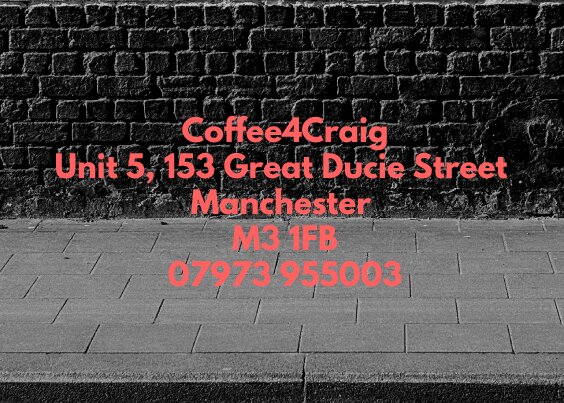 Coffee4Craig
Unit 5, 153 Great Ducie Street
Manchester
M3 1FB
07973 955003